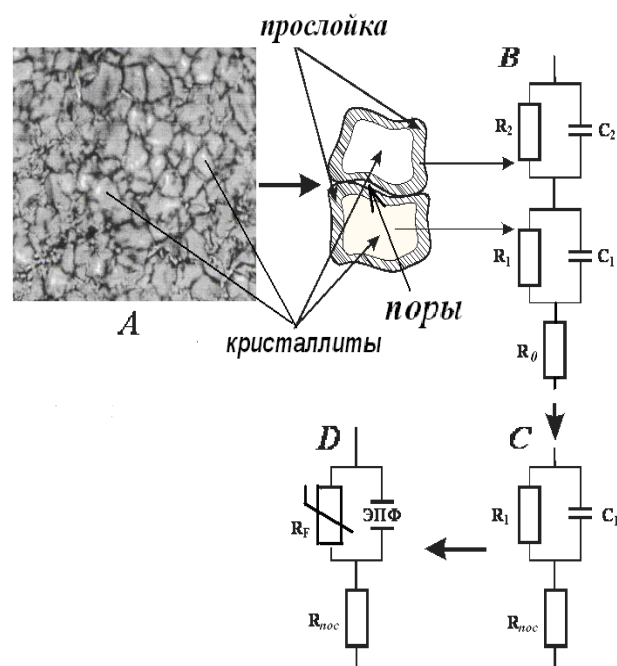 прослойка
B
R2
C2
R1
C1
поры
A
кристаллиты
R0
D
C
RF
ЭПФ
R1
C1
Rпос
Rпос